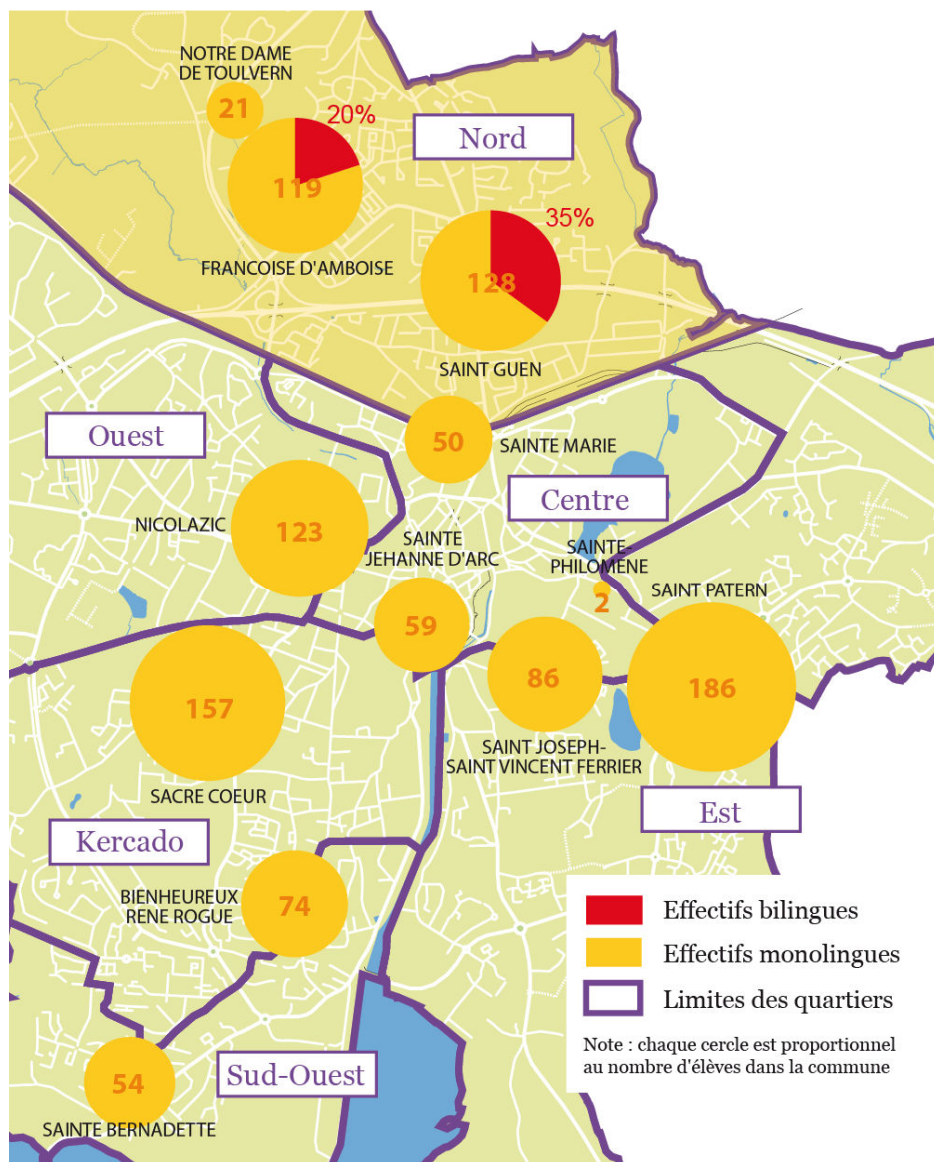 NOTRE DAME
DE TOULVERN
21
20%
Nord
119
35%
128
FRANCOISE D'AMBOISE
SAINT GUEN
Ouest
50
SAINTE MARIE
Centre
NICOLAZIC
123
SAINTE
JEHANNE D'ARC
SAINTE-
PHILOMENE
2
SAINT PATERN
59
86
186
157
SAINT JOSEPH-
SAINT VINCENT FERRIER
SACRE COEUR
Est
Kercado
BIENHEUREUX
RENE ROGUE
74
Effectifs bilingues
Effectifs monolingues
Limites des quartiers
Note : chaque cercle est proportionnel
au nombre d'élèves dans la commune
Sud-Ouest
54
SAINTE BERNADETTE